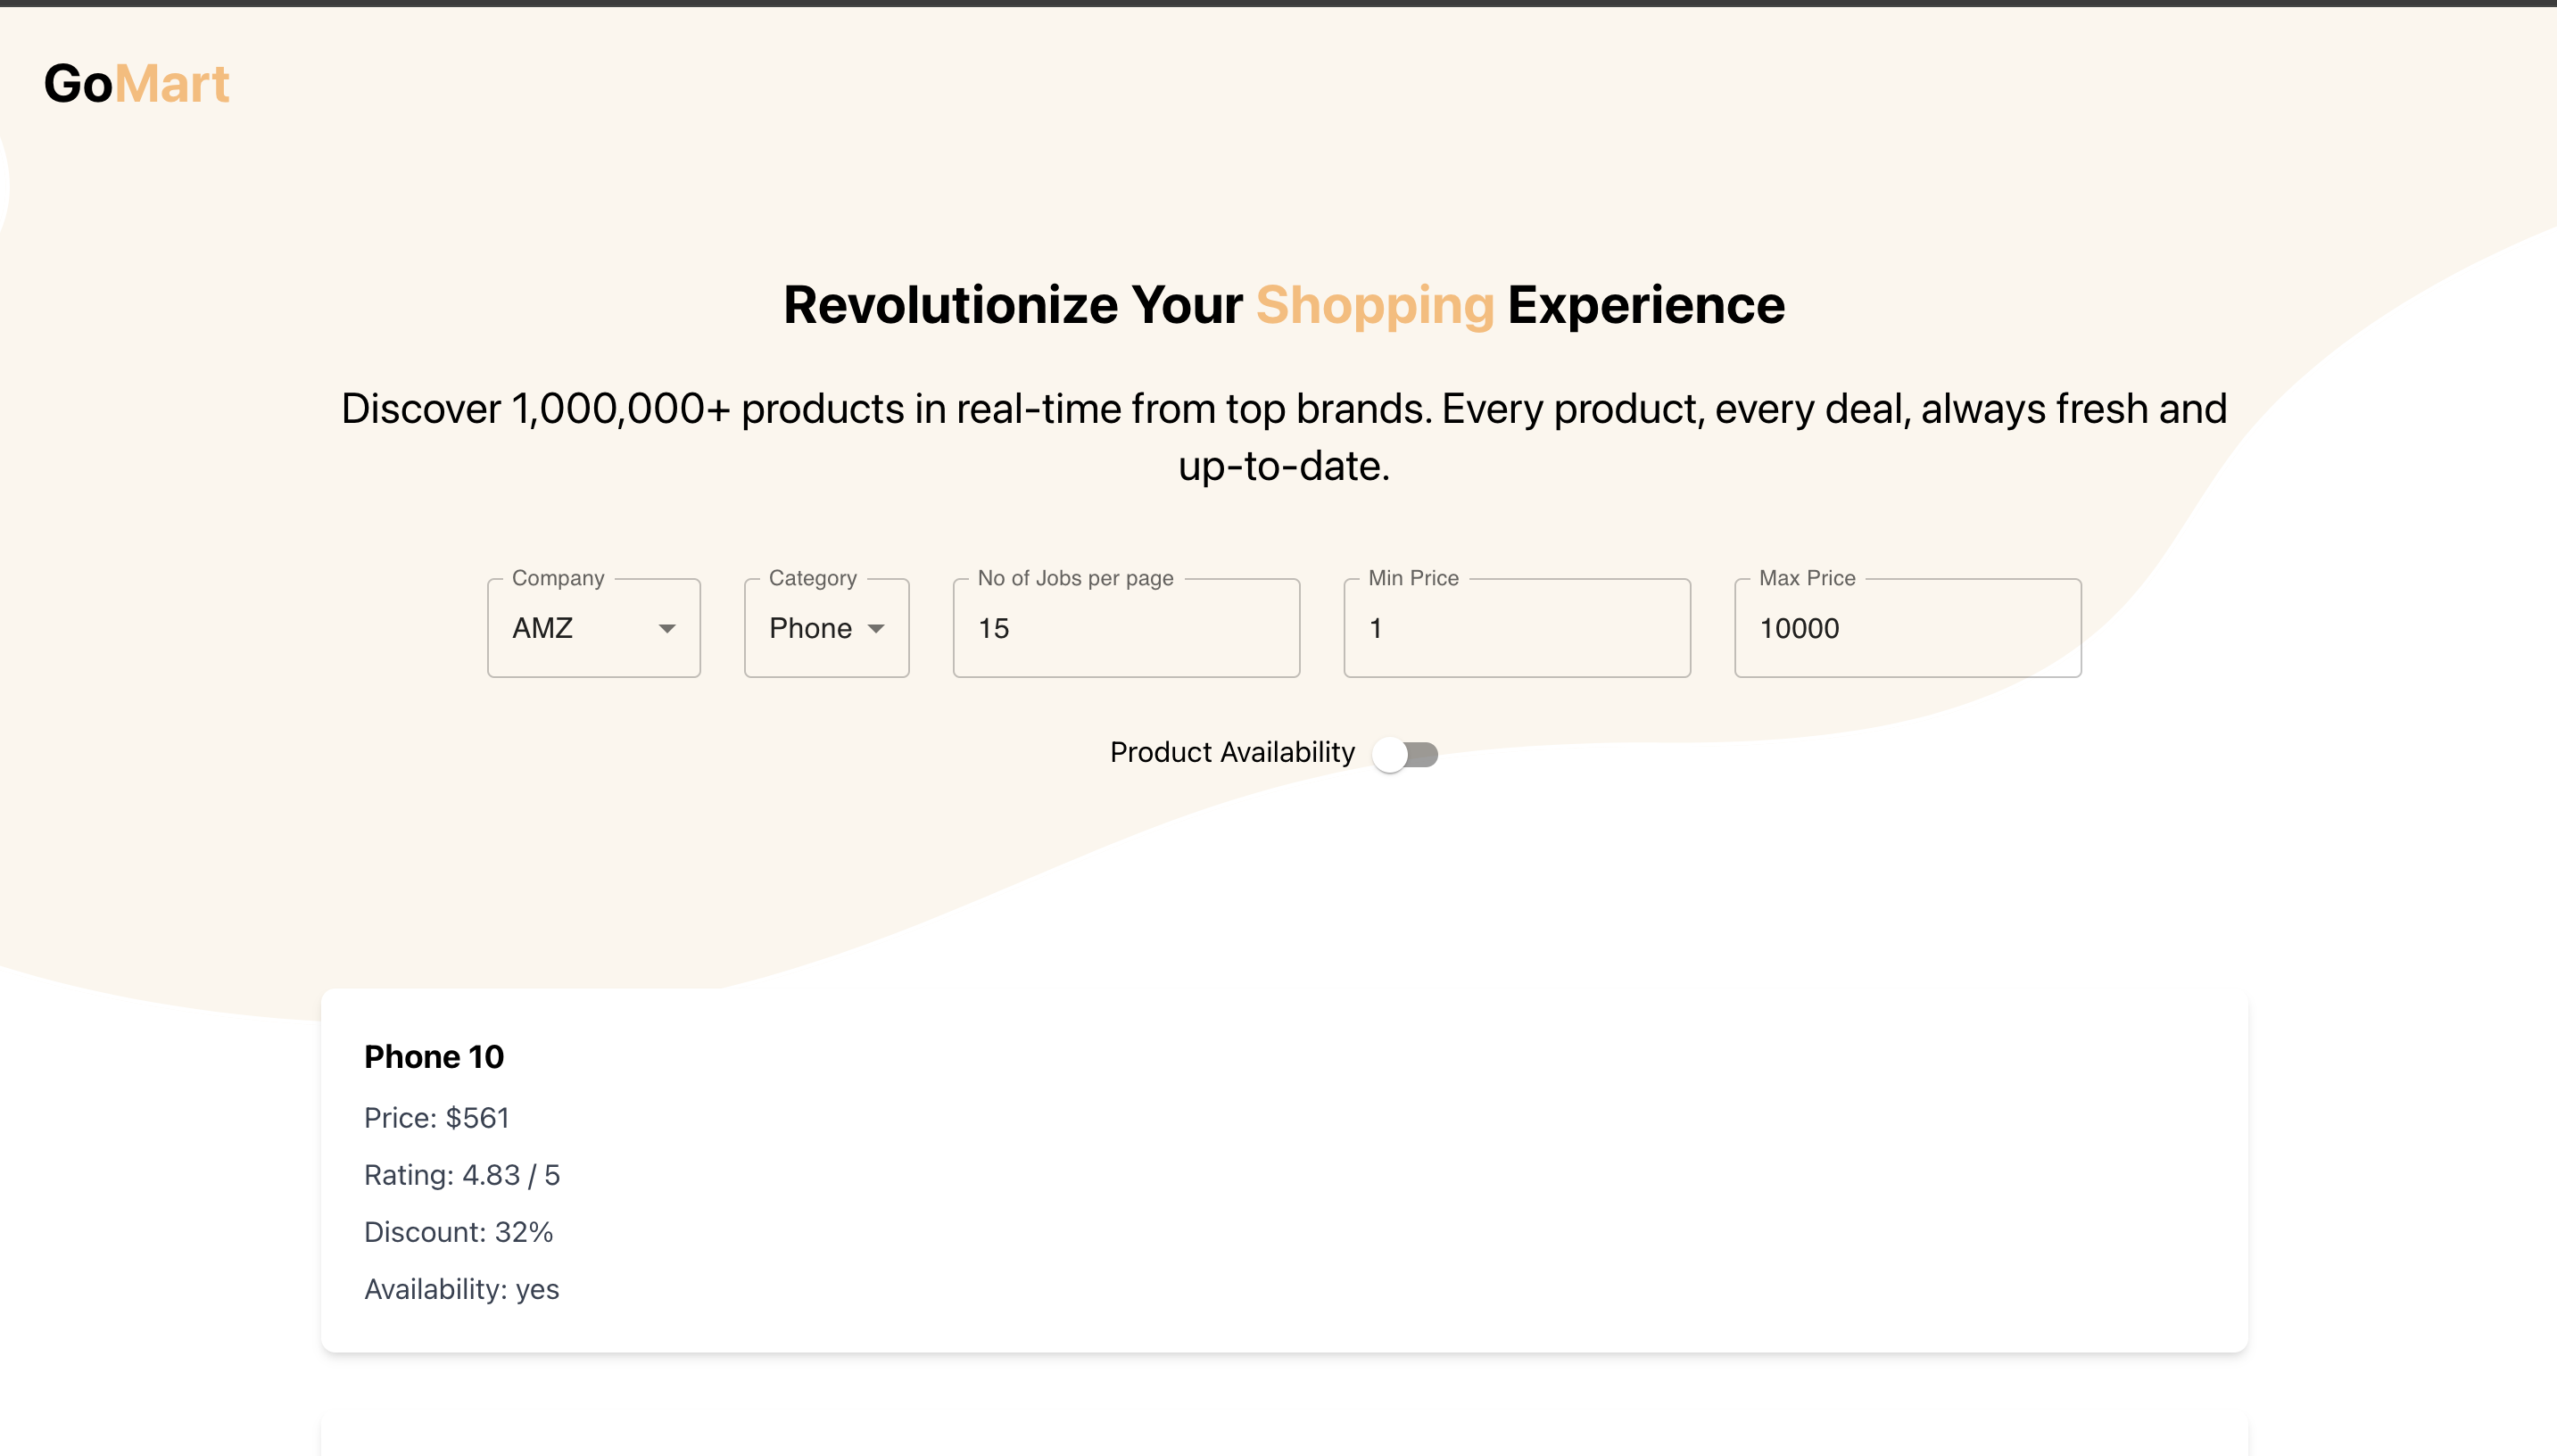 GoMart
Revolutionize Your Shopping Experience
Discover 1,000,000+ products in real-time from top brands. Every product, every deal, always fresh and
up-to-date.
Company
AMZ
Category
Phone
No of Jobs per page
15
Min Price
1
Max Price
10000
Product Availability
Phone 10
Price: $561
Rating: 4.83 / 5
Discount: 32%
Availability: yes